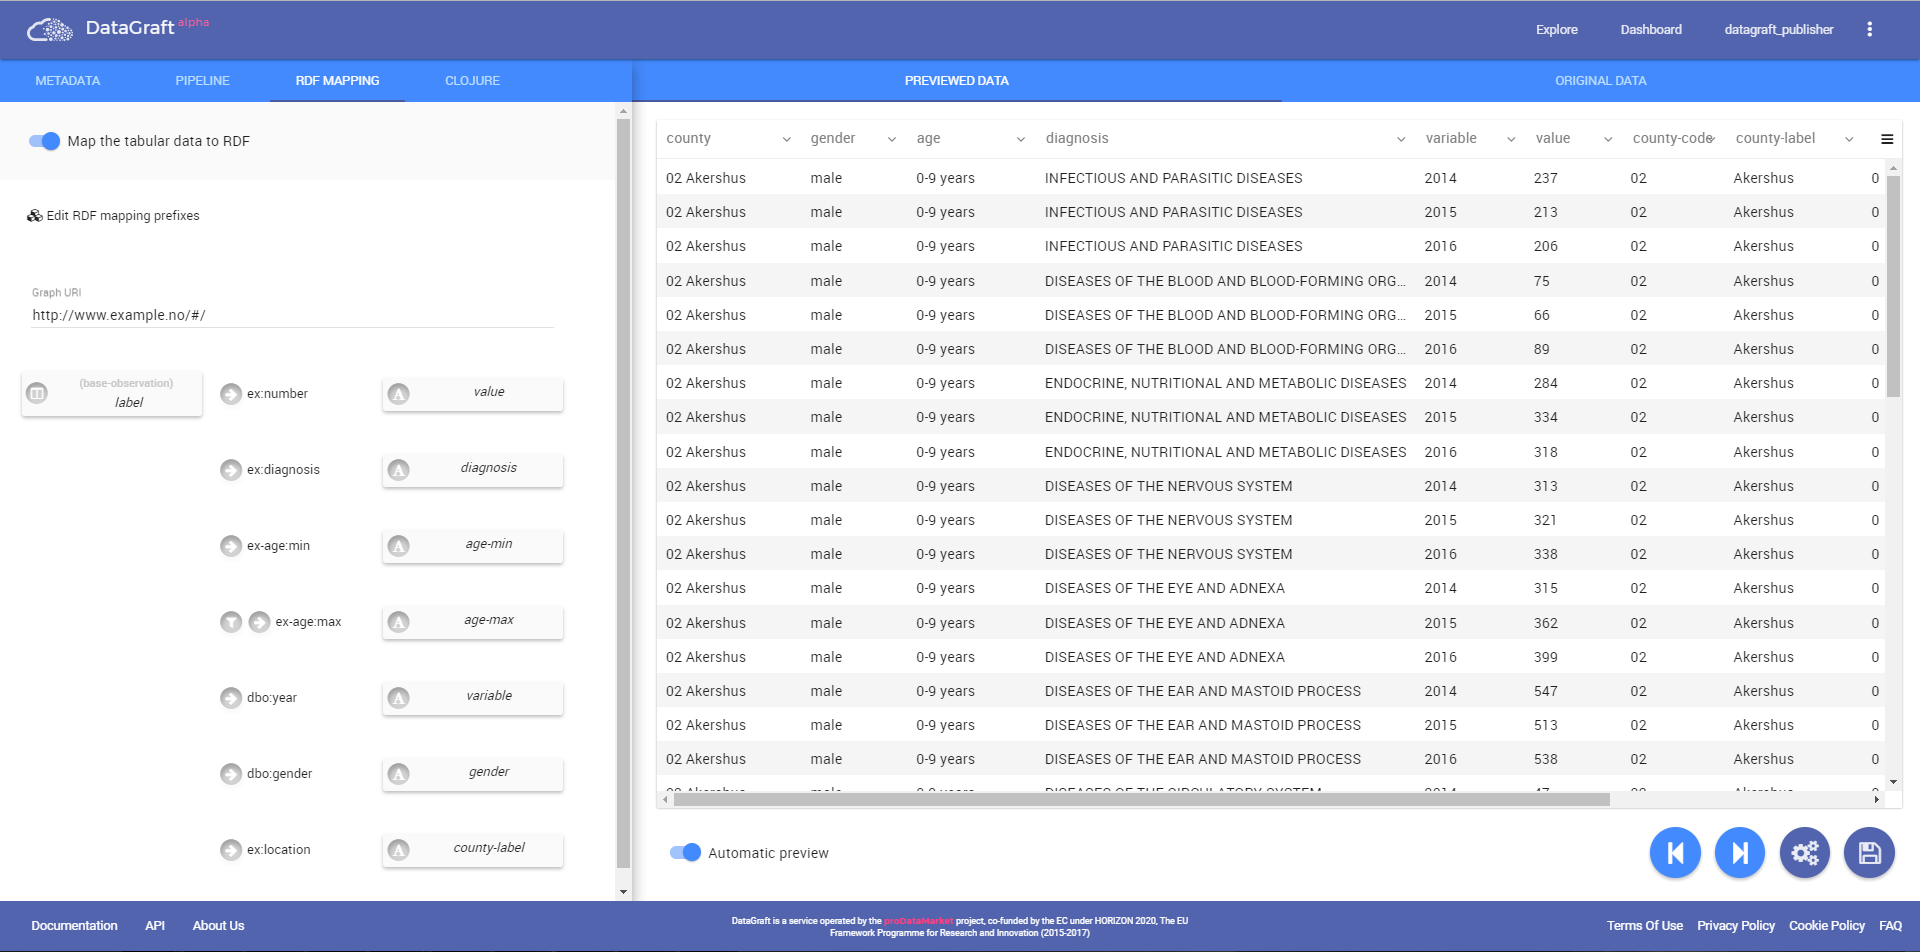 DataGraft alpha
Explore Dashboard datagraft_publisher
METADATA PIPELINE RDF MAPPING CLOJURE
PREVIEWED DATA ORIGINAL DATA
Map the tabular data to RDF
Edit RDF mapping prefixes
Graph URI
http://www.example.no/#/
(base-observation)
label
ex:number A value
ex:diagnosis A diagnosis
ex-age:min A age-min
ex-age:max A age-max
dbo:year A variable
dbo:gender A gender
ex:location A county-label
county gender age diagnosis variable value county-code county-label
02 Akershus male 0-9 years INFECTIOUS AND PARASITIC DISEASES 2014 237 02 Akershus 0
02 Akershus male 0-9 years INFECTIOUS AND PARASITIC DISEASES 2015 213 02 Akershus 0
02 Akershus male 0-9 years INFECTIOUS AND PARASITIC DISEASES 2016 206 02 Akershus 0
02 Akershus male 0-9 years DISEASES OF THE BLOOD AND BLOOD-FORMING ORG... 2014 75 02 Akershus 0
02 Akershus male 0-9 years DISEASES OF THE BLOOD AND BLOOD-FORMING ORG... 2015 66 02 Akershus 0
02 Akershus male 0-9 years DISEASES OF THE BLOOD AND BLOOD-FORMING ORG... 2016 89 02 Akershus 0
02 Akershus male 0-9 years ENDOCRINE, NUTRITIONAL AND METABOLIC DISEASES 2014 284 02 Akershus 0
02 Akershus male 0-9 years ENDOCRINE, NUTRITIONAL AND METABOLIC DISEASES 2015 334 02 Akershus 0
02 Akershus male 0-9 years ENDOCRINE, NUTRITIONAL AND METABOLIC DISEASES 2016 318 02 Akershus 0
02 Akershus male 0-9 years DISEASES OF THE NERVOUS SYSTEM 2014 313 02 Akershus 0
02 Akershus male 0-9 years DISEASES OF THE NERVOUS SYSTEM 2015 321 02 Akershus 0
02 Akershus male 0-9 years DISEASES OF THE NERVOUS SYSTEM 2016 338 02 Akershus 0
02 Akershus male 0-9 years DISEASES OF THE EYE AND ADNEXA 2014 315 02 Akershus 0
02 Akershus male 0-9 years DISEASES OF THE EYE AND ADNEXA 2015 362 02 Akershus 0
02 Akershus male 0-9 years DISEASES OF THE EYE AND ADNEXA 2016 399 02 Akershus 0
02 Akershus male 0-9 years DISEASES OF THE EAR AND MASTOID PROCESS 2014 547 02 Akershus 0
02 Akershus male 0-9 years DISEASES OF THE EAR AND MASTOID PROCESS 2015 513 02 Akershus 0
02 Akershus male 0-9 years DISEASES OF THE EAR AND MASTOID PROCESS 2016 538 02 Akershus 0
02 Akershus male 0-9 years DISEASES OF THE CIRCULATORY SYSTEM 2014 47 02 Akershus 0
Automatic preview
Documentation API About Us
DataGraft is a service operated by the proDataMarket project, co-funded by the EC under HORIZON 2020, The EU
Framework Programme for Research and Innovation (2015-2017)
Terms Of Use Privacy Policy Cookie Policy FAQ